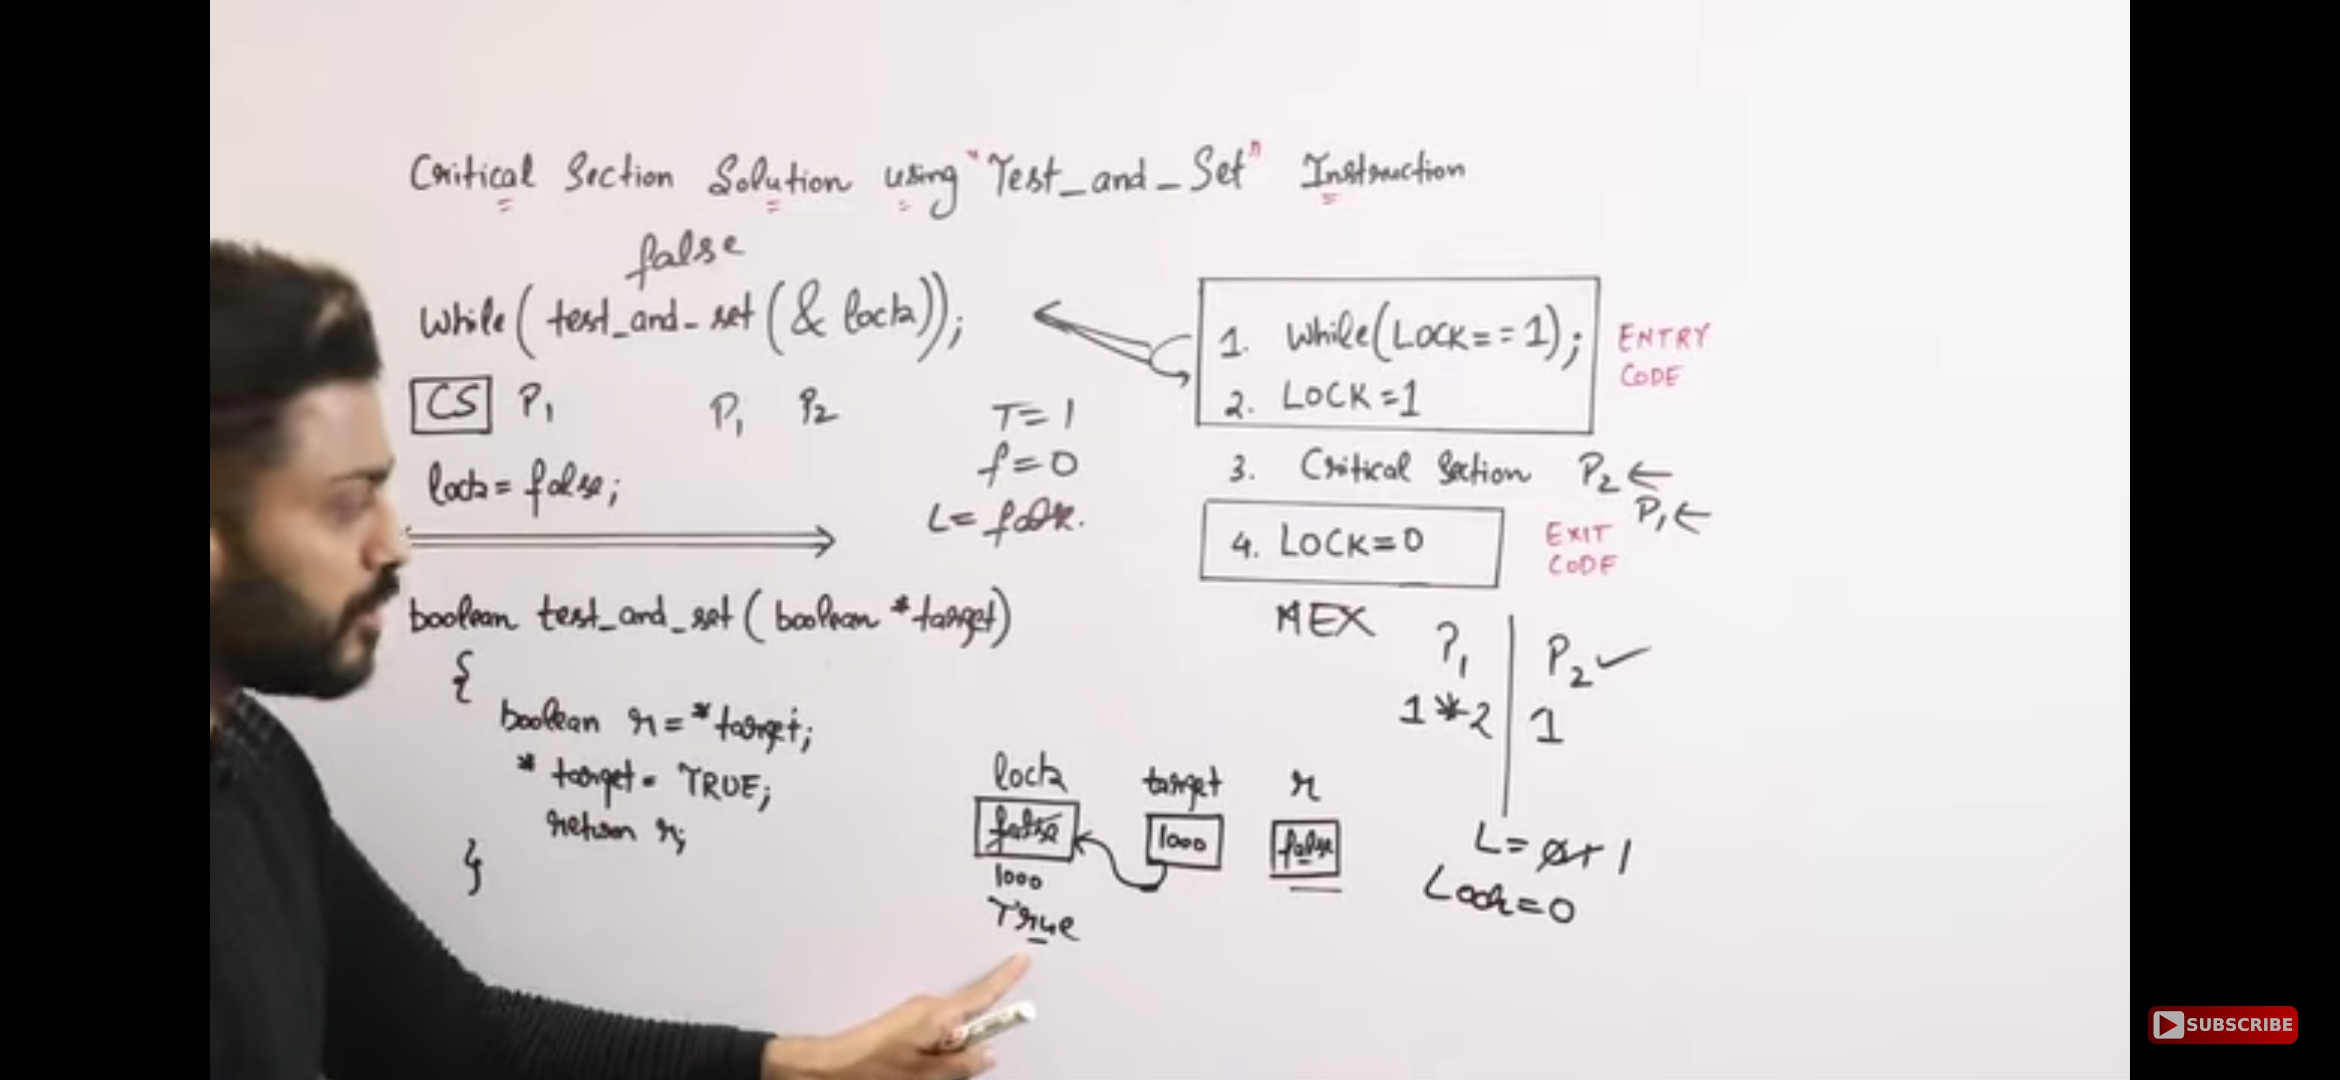 Critical Section Solution using "Test_and_Set" Instruction
false
while(test_and_set(&lock));
CS P1
P1 P2
lock=false;
T=1
f=0
L=false.
boolean test_and_set(boolean *target)
{
boolean r=*target;
*target=TRUE;
return r;
}
1. While(LOCK==1);
2. LOCK=1
ENTRY
CODE
3. Critical Section P2←
P1←
4. LOCK=0
EXIT
CODE
MEX
P1 P2 ✓
1*2 1
L=0+1
Lock=0
lock target r
false 1000 false
1000
True
SUBSCRIBE